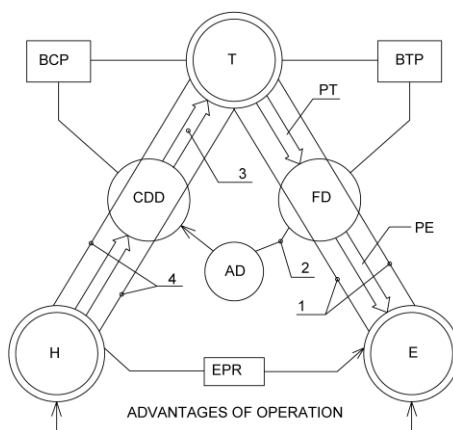 BCP
T
BTP
PT
3
CDD
FD
PE
AD
2
4
1
H
EPR
E
ADVANTAGES OF OPERATION